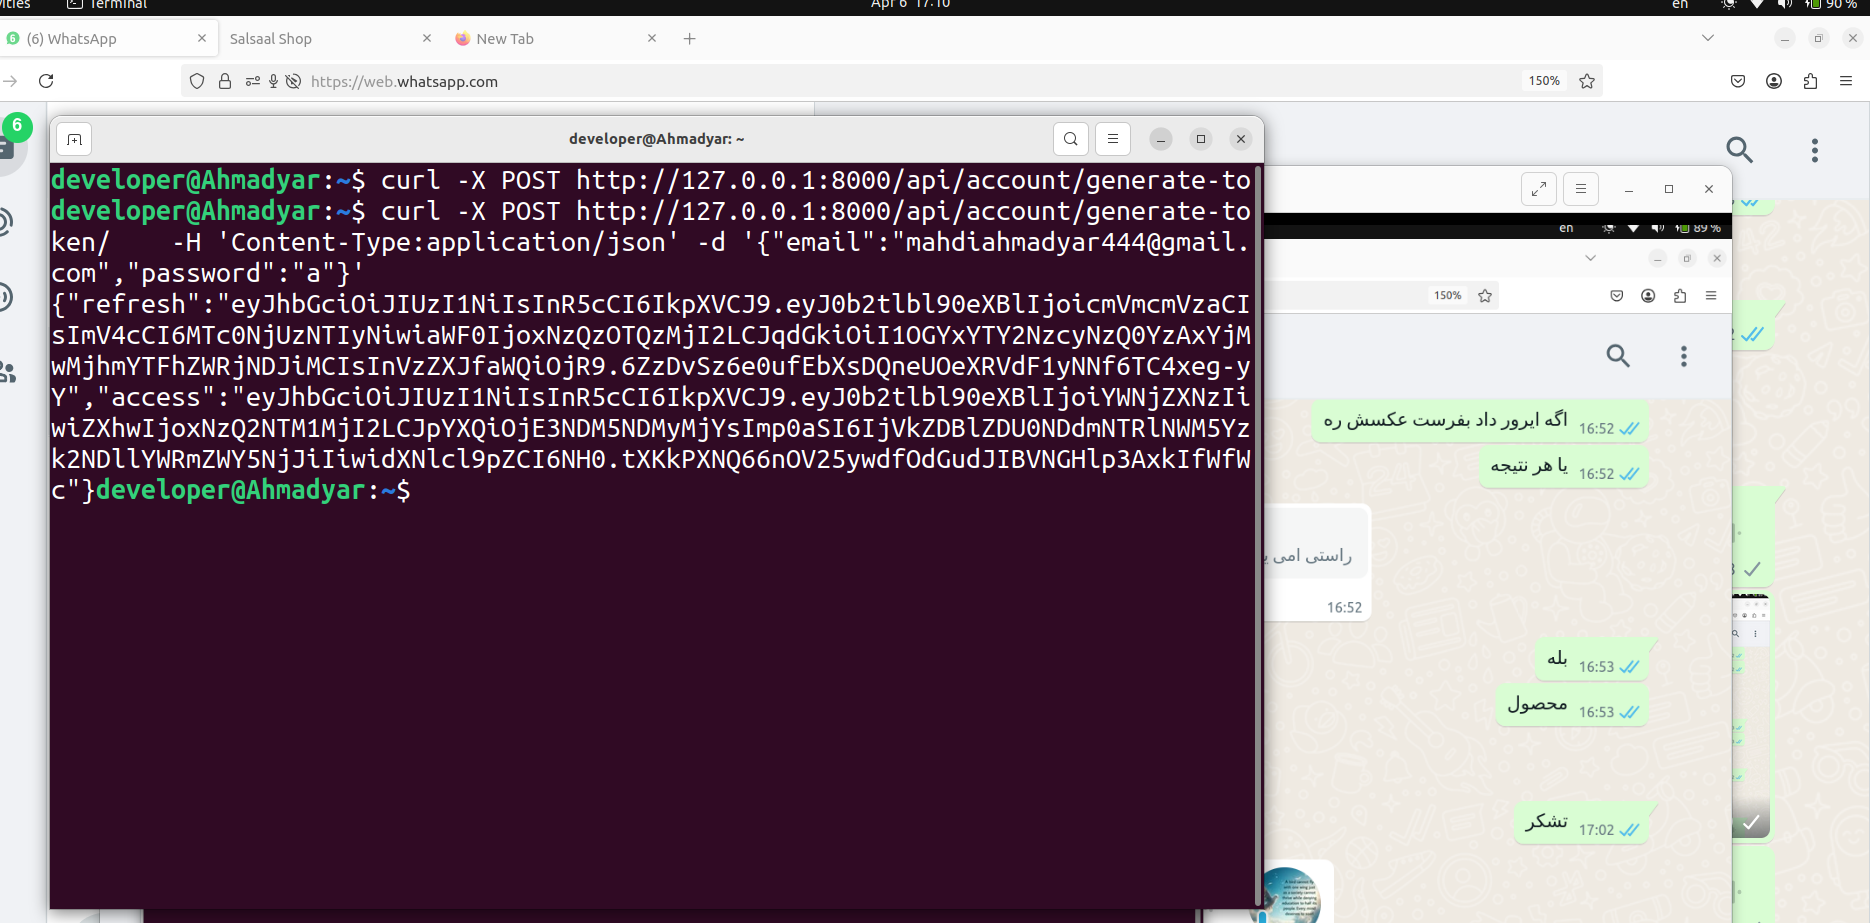 Terminal
Apr 6 17:10
en
90 %
(6) WhatsApp
Salsaal Shop
New Tab
https://web.whatsapp.com
150%
6
developer@Ahmadyar: ~
developer@Ahmadyar:~$ curl -X POST http://127.0.0.1:8000/api/account/generate-to
developer@Ahmadyar:~$ curl -X POST http://127.0.0.1:8000/api/account/generate-to
ken/    -H 'Content-Type:application/json' -d '{"email":"mahdiahmadyar444@gmail.
com","password":"a"}'
{"refresh":"eyJhbGciOiJIUzI1NiIsInR5cCI6IkpXVCJ9.eyJ0b2tlbl90eXBlIjoicmVmcmVzaCI
sImV4cCI6MTc0NjUzNTIyNiwiaWF0IjoxNzQzOTQzMjI2LCJqdGkiOiI1OGYxYTY2NzcyNzQ0YzAxYjM
wMjhmYTFhZWRjNDJiMCIsInVzZXJfaWQiOjR9.6ZzDvSz6e0ufEbXsDQneUOeXRVdF1yNNf6TC4xeg-y
Y","access":"eyJhbGciOiJIUzI1NiIsInR5cCI6IkpXVCJ9.eyJ0b2tlbl90eXBlIjoiYWNjZXNzIi
wiZXhwIjoxNzQ2NTM1MjI2LCJpYXQiOjE3NDM5NDMyMjYsImp0aSI6IjVkZDBlZDU0NDdmNTRlNWM5Yz
k2NDllYWRmZWY5NjJiIiwidXNlcl9pZCI6NH0.tXKkPXNQ66nOV25ywdfOdGudJIBVNGHlp3AxkIfWfW
c"}developer@Ahmadyar:~$
en
89 %
150%
اگه ایرور داد بفرست عکسش ره
16:52
یا هر نتیجه
16:52
راستی امی
16:52
بله
16:53
محصول
16:53
تشکر
17:02